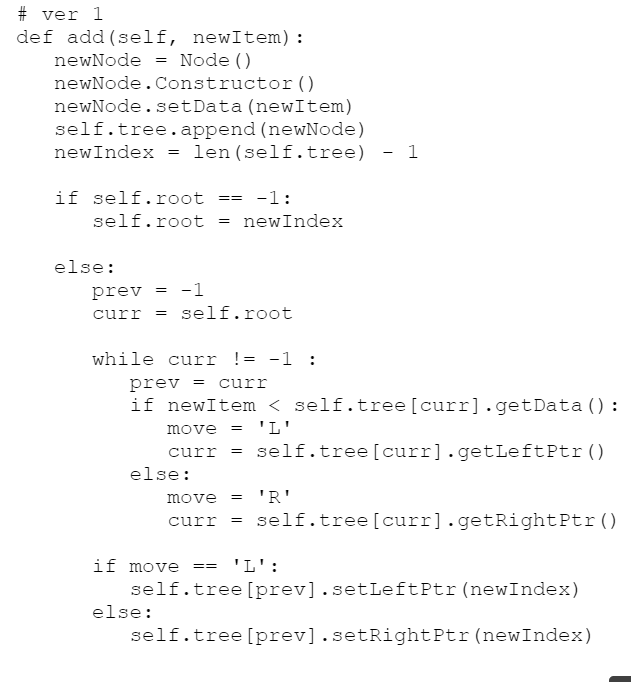 # ver 1
def add(self, newItem):
   newNode = Node()
   newNode.Constructor()
   newNode.setData(newItem)
   self.tree.append(newNode)
   newIndex = len(self.tree) - 1

   if self.root == -1:
      self.root = newIndex

   else:
      prev = -1
      curr = self.root

      while curr != -1 :
         prev = curr
         if newItem < self.tree[curr].getData():
            move = 'L'
            curr = self.tree[curr].getLeftPtr()
         else:
            move = 'R'
            curr = self.tree[curr].getRightPtr()

      if move == 'L':
         self.tree[prev].setLeftPtr(newIndex)
      else:
         self.tree[prev].setRightPtr(newIndex)